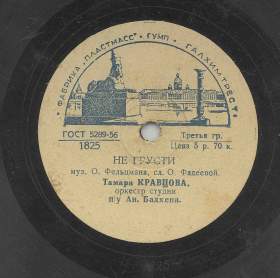 ФАБРИКА „ПЛАСТМАСС“ • ГУМП • ГАЛХИМТРЕСТ
ГОСТ 5289-56
Третья гр.
1825
Цена 5 р. 70 к.
НЕ ГРУСТИ
муз. О. Фельцмана, сл. О. Фадеевой.
Тамара КРАВЦОВА,
оркестр студии
п/у Ан. Бадхена.